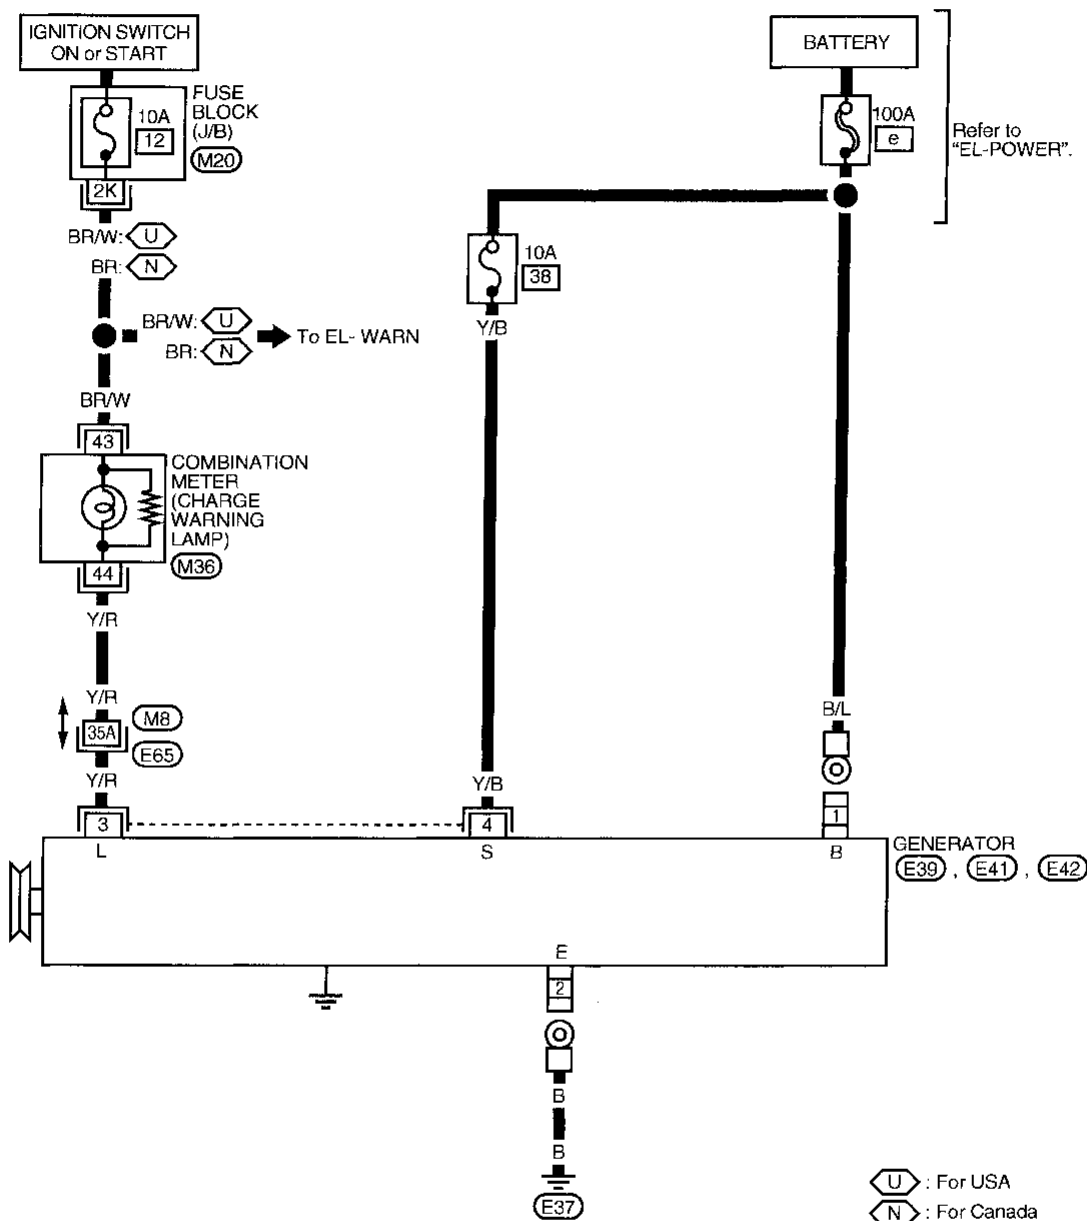 IGNITION SWITCH
ON or START
BATTERY
FUSE
BLOCK
(J/B)
M20
10A
12
2K
100A
e
Refer to
"EL-POWER".
BR/W: U
BR: N
10A
38
BR/W: U
BR: N
To EL- WARN
Y/B
BR/W
43
COMBINATION
METER
(CHARGE
WARNING
LAMP)
M36
44
Y/R
Y/R
35A
M8
E65
Y/R
Y/B
B/L
3
4
1
L
S
B
GENERATOR
E39 , E41 , E42
E
2
B
B
E37
U : For USA
N : For Canada